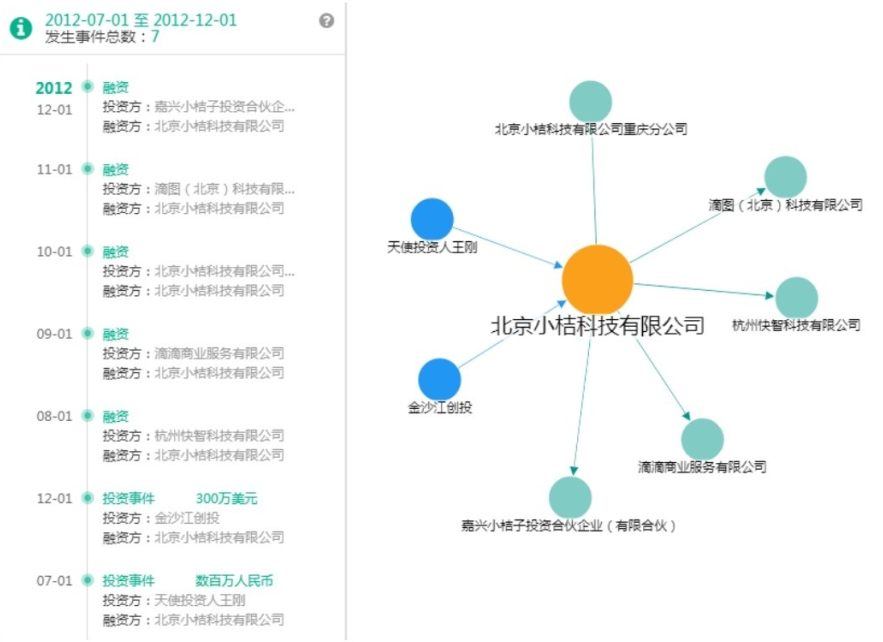 2012-07-01 至 2012-12-01
发生事件总数：7
2012
融资
12-01
投资方：嘉兴小桔子投资合伙企...
融资方：北京小桔科技有限公司
11-01
融资
投资方：滴图（北京）科技有限...
融资方：北京小桔科技有限公司
10-01
融资
投资方：北京小桔科技有限公司...
融资方：北京小桔科技有限公司
09-01
融资
投资方：滴滴商业服务有限公司
融资方：北京小桔科技有限公司
08-01
融资
投资方：杭州快智科技有限公司
融资方：北京小桔科技有限公司
12-01
投资事件 300万美元
投资方：金沙江创投
融资方：北京小桔科技有限公司
07-01
投资事件 数百万人民币
投资方：天使投资人王刚
融资方：北京小桔科技有限公司
北京小桔科技有限公司重庆分公司
滴图（北京）科技有限公司
天使投资人王刚
北京小桔科技有限公司
杭州快智科技有限公司
金沙江创投
滴滴商业服务有限公司
嘉兴小桔子投资合伙企业（有限合伙）